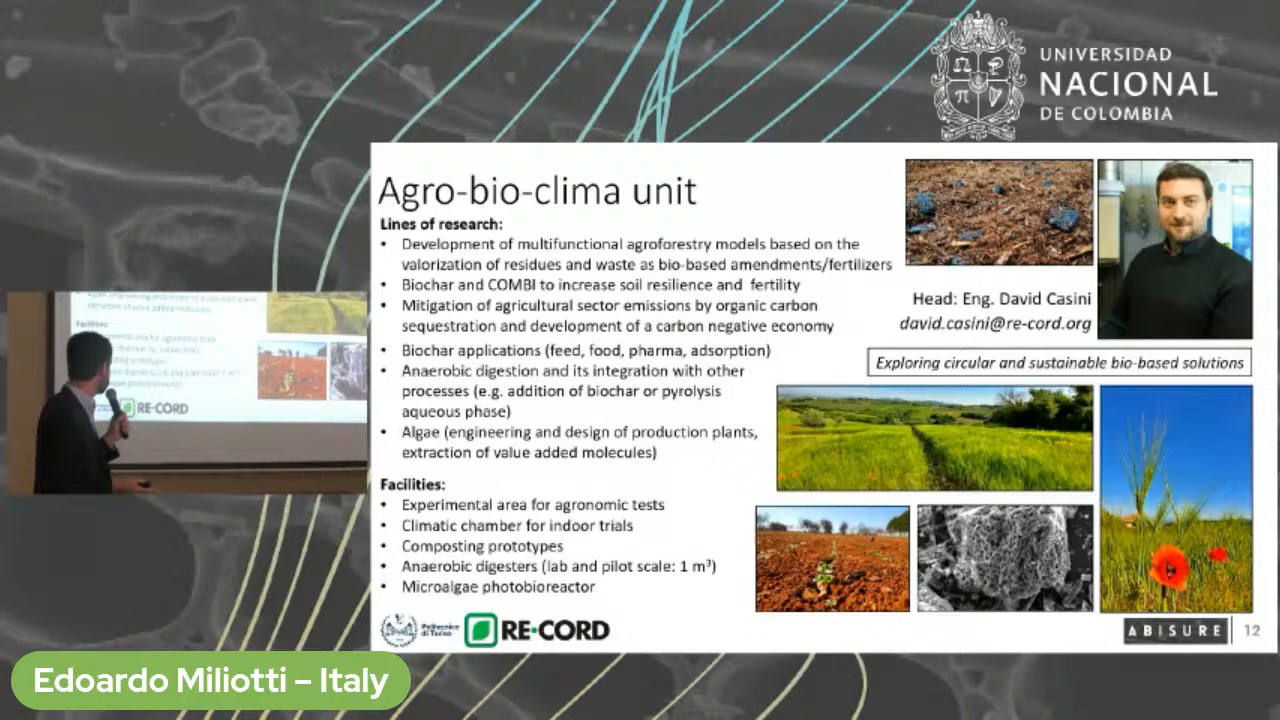 UNIVERSIDAD
NACIONAL
DE COLOMBIA
Agro-bio-clima unit
Lines of research:
• Development of multifunctional agroforestry models based on the
valorization of residues and waste as bio-based amendments/fertilizers
• Biochar and COMBI to increase soil resilience and fertility
• Mitigation of agricultural sector emissions by organic carbon
sequestration and development of a carbon negative economy
• Biochar applications (feed, food, pharma, adsorption)
• Anaerobic digestion and its integration with other
processes (e.g. addition of biochar or pyrolysis
aqueous phase)
• Algae (engineering and design of production plants,
extraction of value added molecules)
Facilities:
• Experimental area for agronomic tests
• Climatic chamber for indoor trials
• Composting prototypes
• Anaerobic digesters (lab and pilot scale: 1 m³)
• Microalgae photobioreactor
Head: Eng. David Casini
david.casini@re-cord.org
Exploring circular and sustainable bio-based solutions
Politecnico
di Torino
RE-CORD
ABISURE
12
Facilities:
RE-CORD
Edoardo Miliotti – Italy